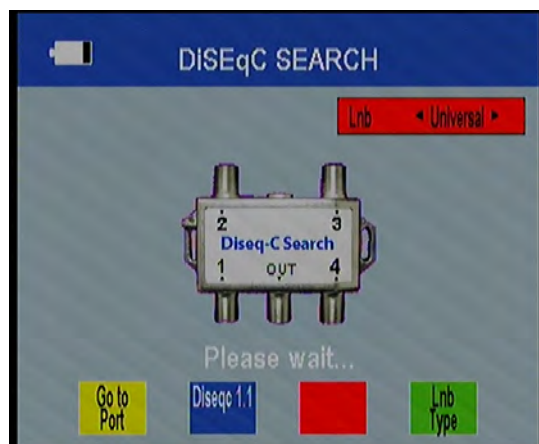 DiSEqC SEARCH
Lnb ◄ Universal ►
2 3
Diseq-C Search
1 OUT 4
Please wait...
Go to
Port
Diseqc 1.1
Lnb
Type